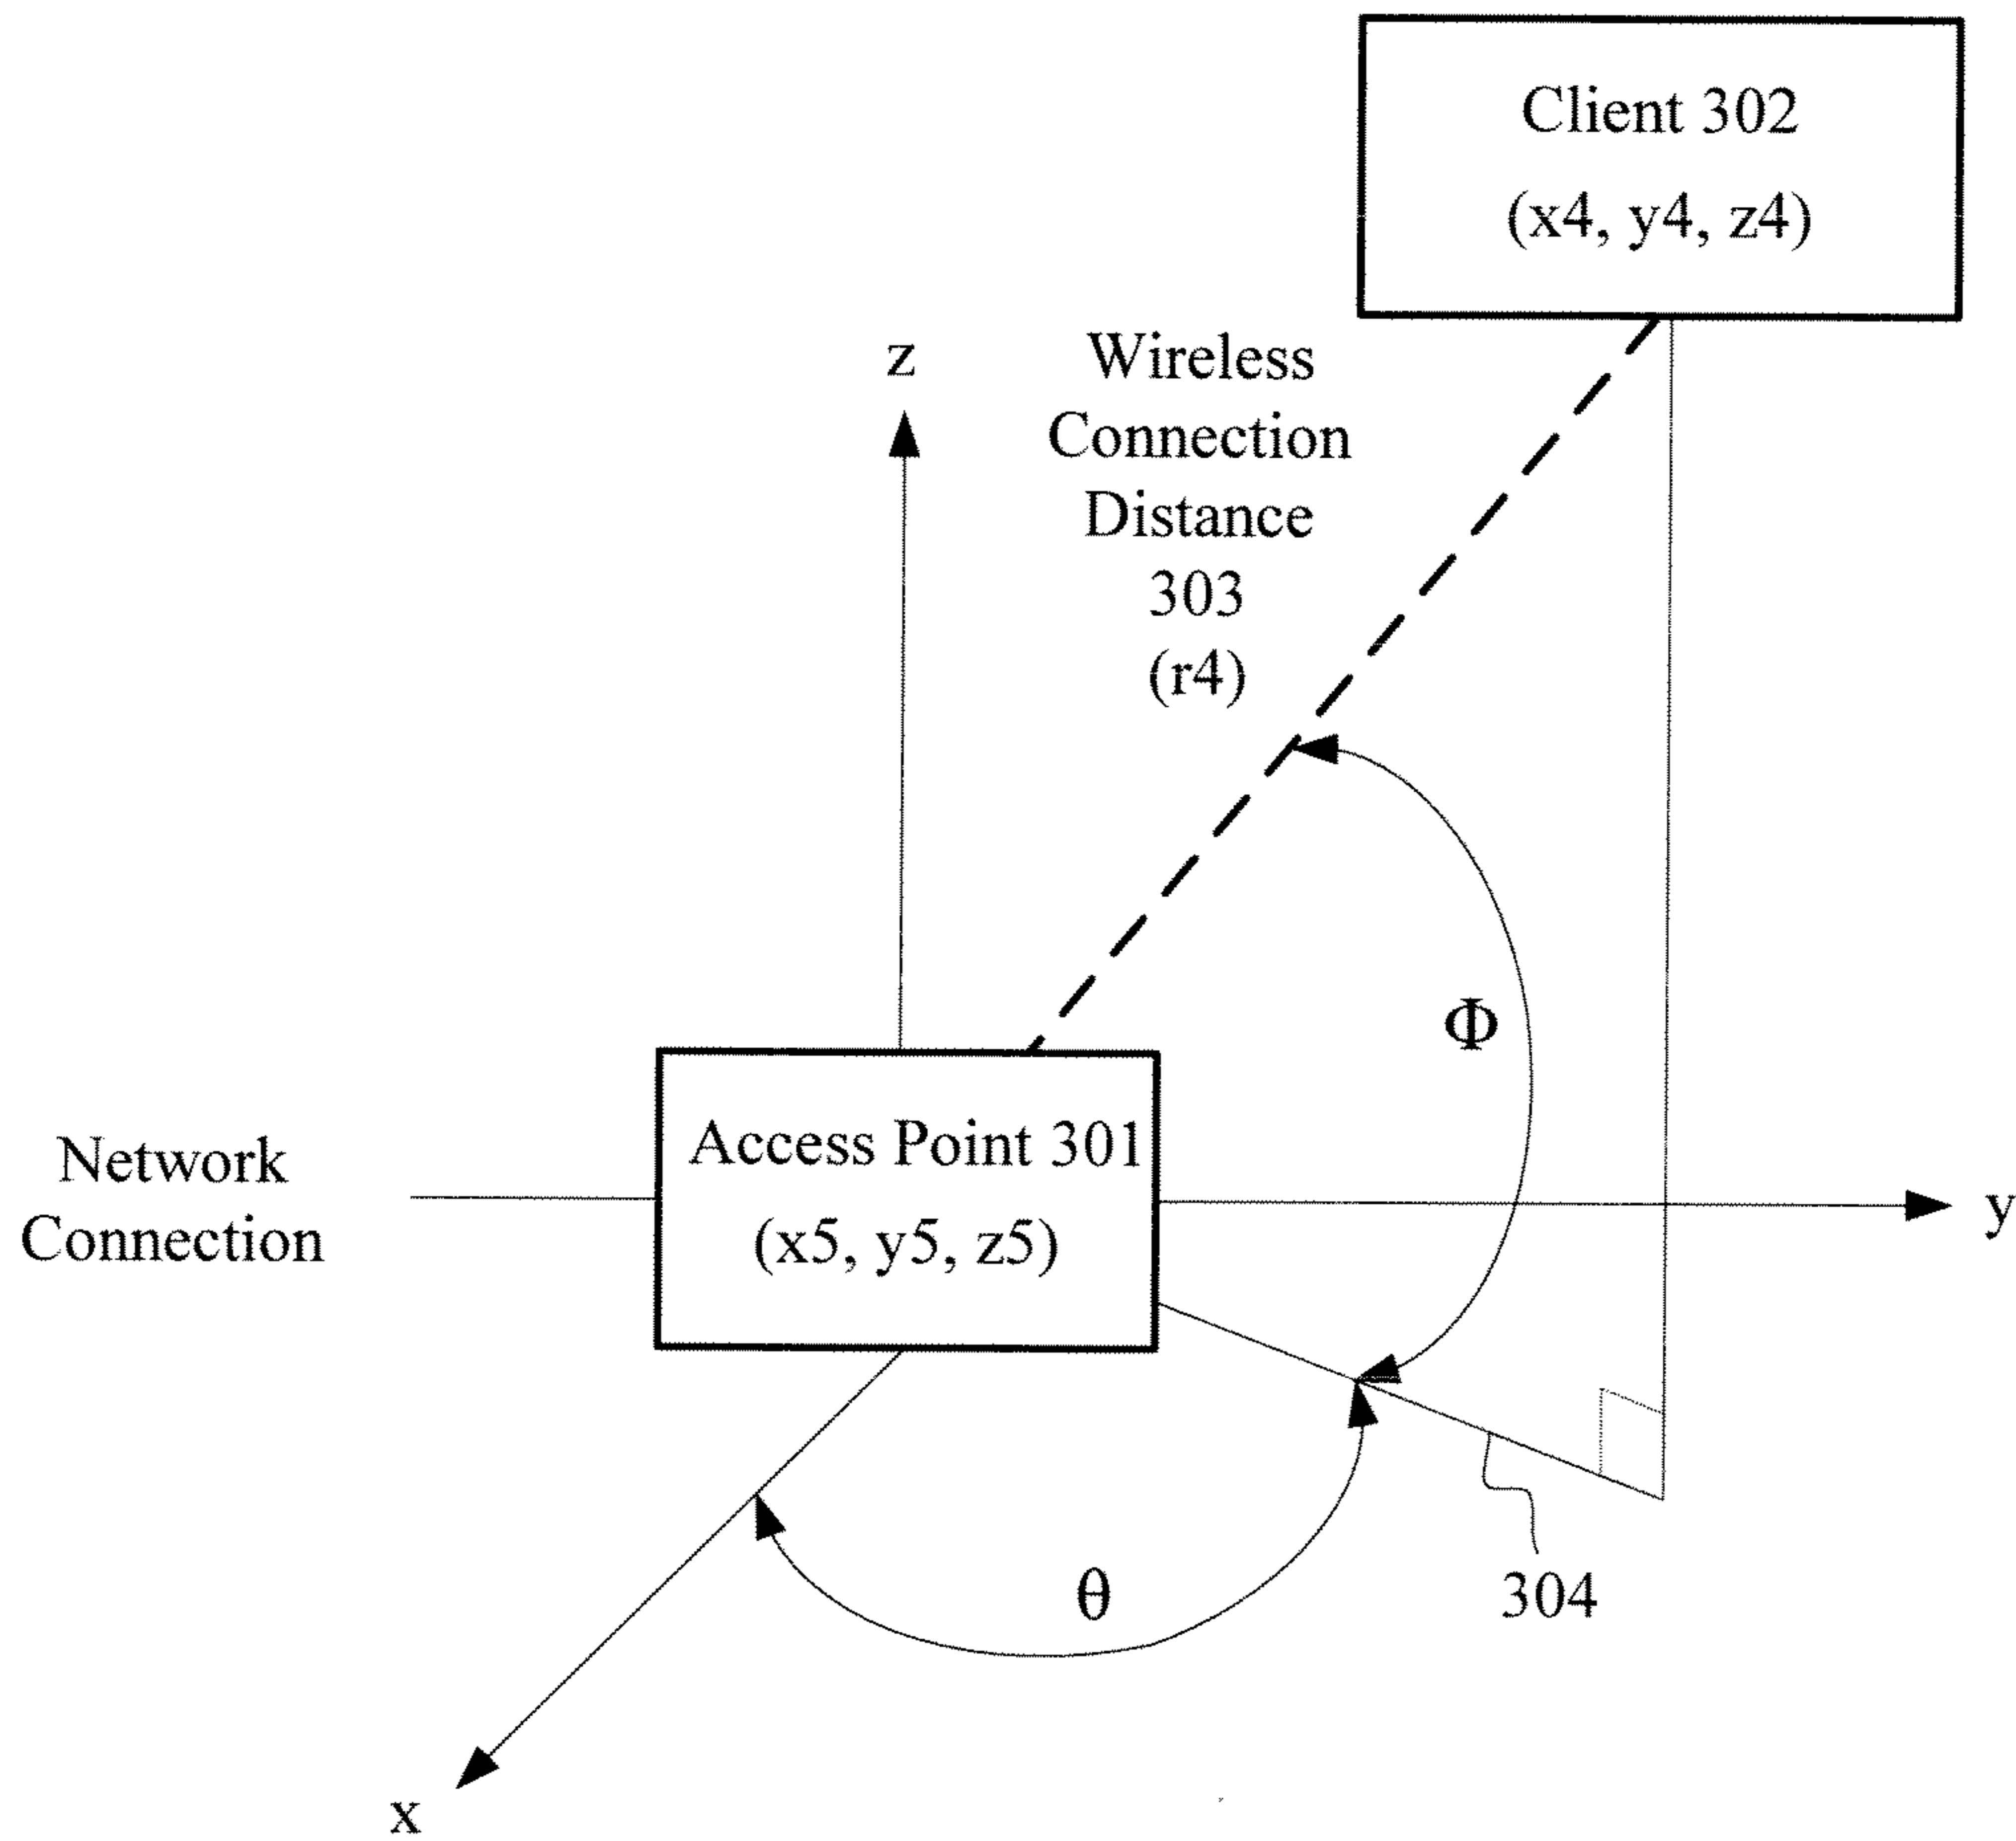 Client 302
(x4, y4, z4)
z
Wireless
Connection
Distance
303
(r4)
Φ
Access Point 301
(x5, y5, z5)
Network
Connection
y
θ
304
x